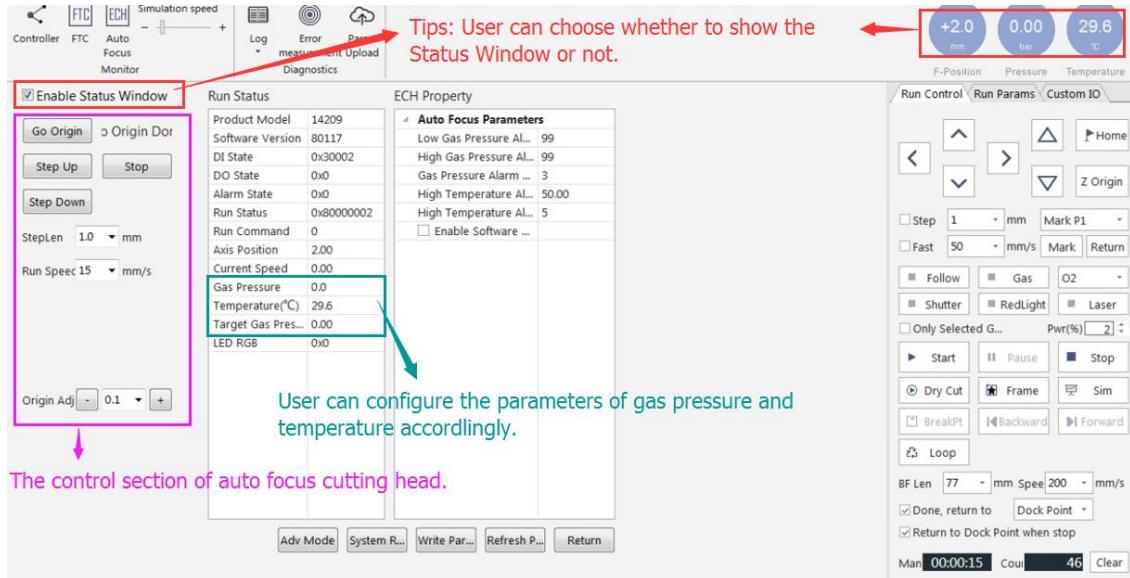 Simulation speed
Controller FTC Auto Focus - + Log Error measurement Upload
Monitor Diagnostics
Tips: User can choose whether to show the
Status Window or not.
+2.0 mm 0.00 bar 29.6 ℃
F-Position Pressure Temperature
Enable Status Window
Go Origin
Step Up Stop
Step Down
StepLen 1.0 mm
Run Speec 15 mm/s
Origin Adj - 0.1 +
The control section of auto focus cutting head.
Run Status
Product Model 14209
Software Version 80117
DI State 0x30002
DO State 0x0
Alarm State 0x0
Run Status 0x80000002
Run Command 0
Axis Position 2.00
Current Speed 0.00
Gas Pressure 0.0
Temperature(℃) 29.6
Target Gas Pres... 0.00
LED RGB 0x0
ECH Property
Auto Focus Parameters
Low Gas Pressure Al... 99
High Gas Pressure Al... 99
Gas Pressure Alarm ... 3
High Temperature Al... 50.00
High Temperature Al... 5
Enable Software ...
User can configure the parameters of gas pressure and
temperature accordlingly.
Adv Mode System R... Write Par... Refresh P... Return
Run Control Run Params Custom IO
Home
Z Origin
Step 1 mm Mark P1
Fast 50 mm/s Mark Return
Follow Gas O2
Shutter RedLight Laser
Only Selected G... Pwr(%) 2
Start Pause Stop
Dry Cut Frame Sim
BreakPt Backward Forward
Loop
BF Len 77 mm Spee 200 mm/s
Done, return to Dock Point
Return to Dock Point when stop
Man 00:00:15 Cou 46 Clear